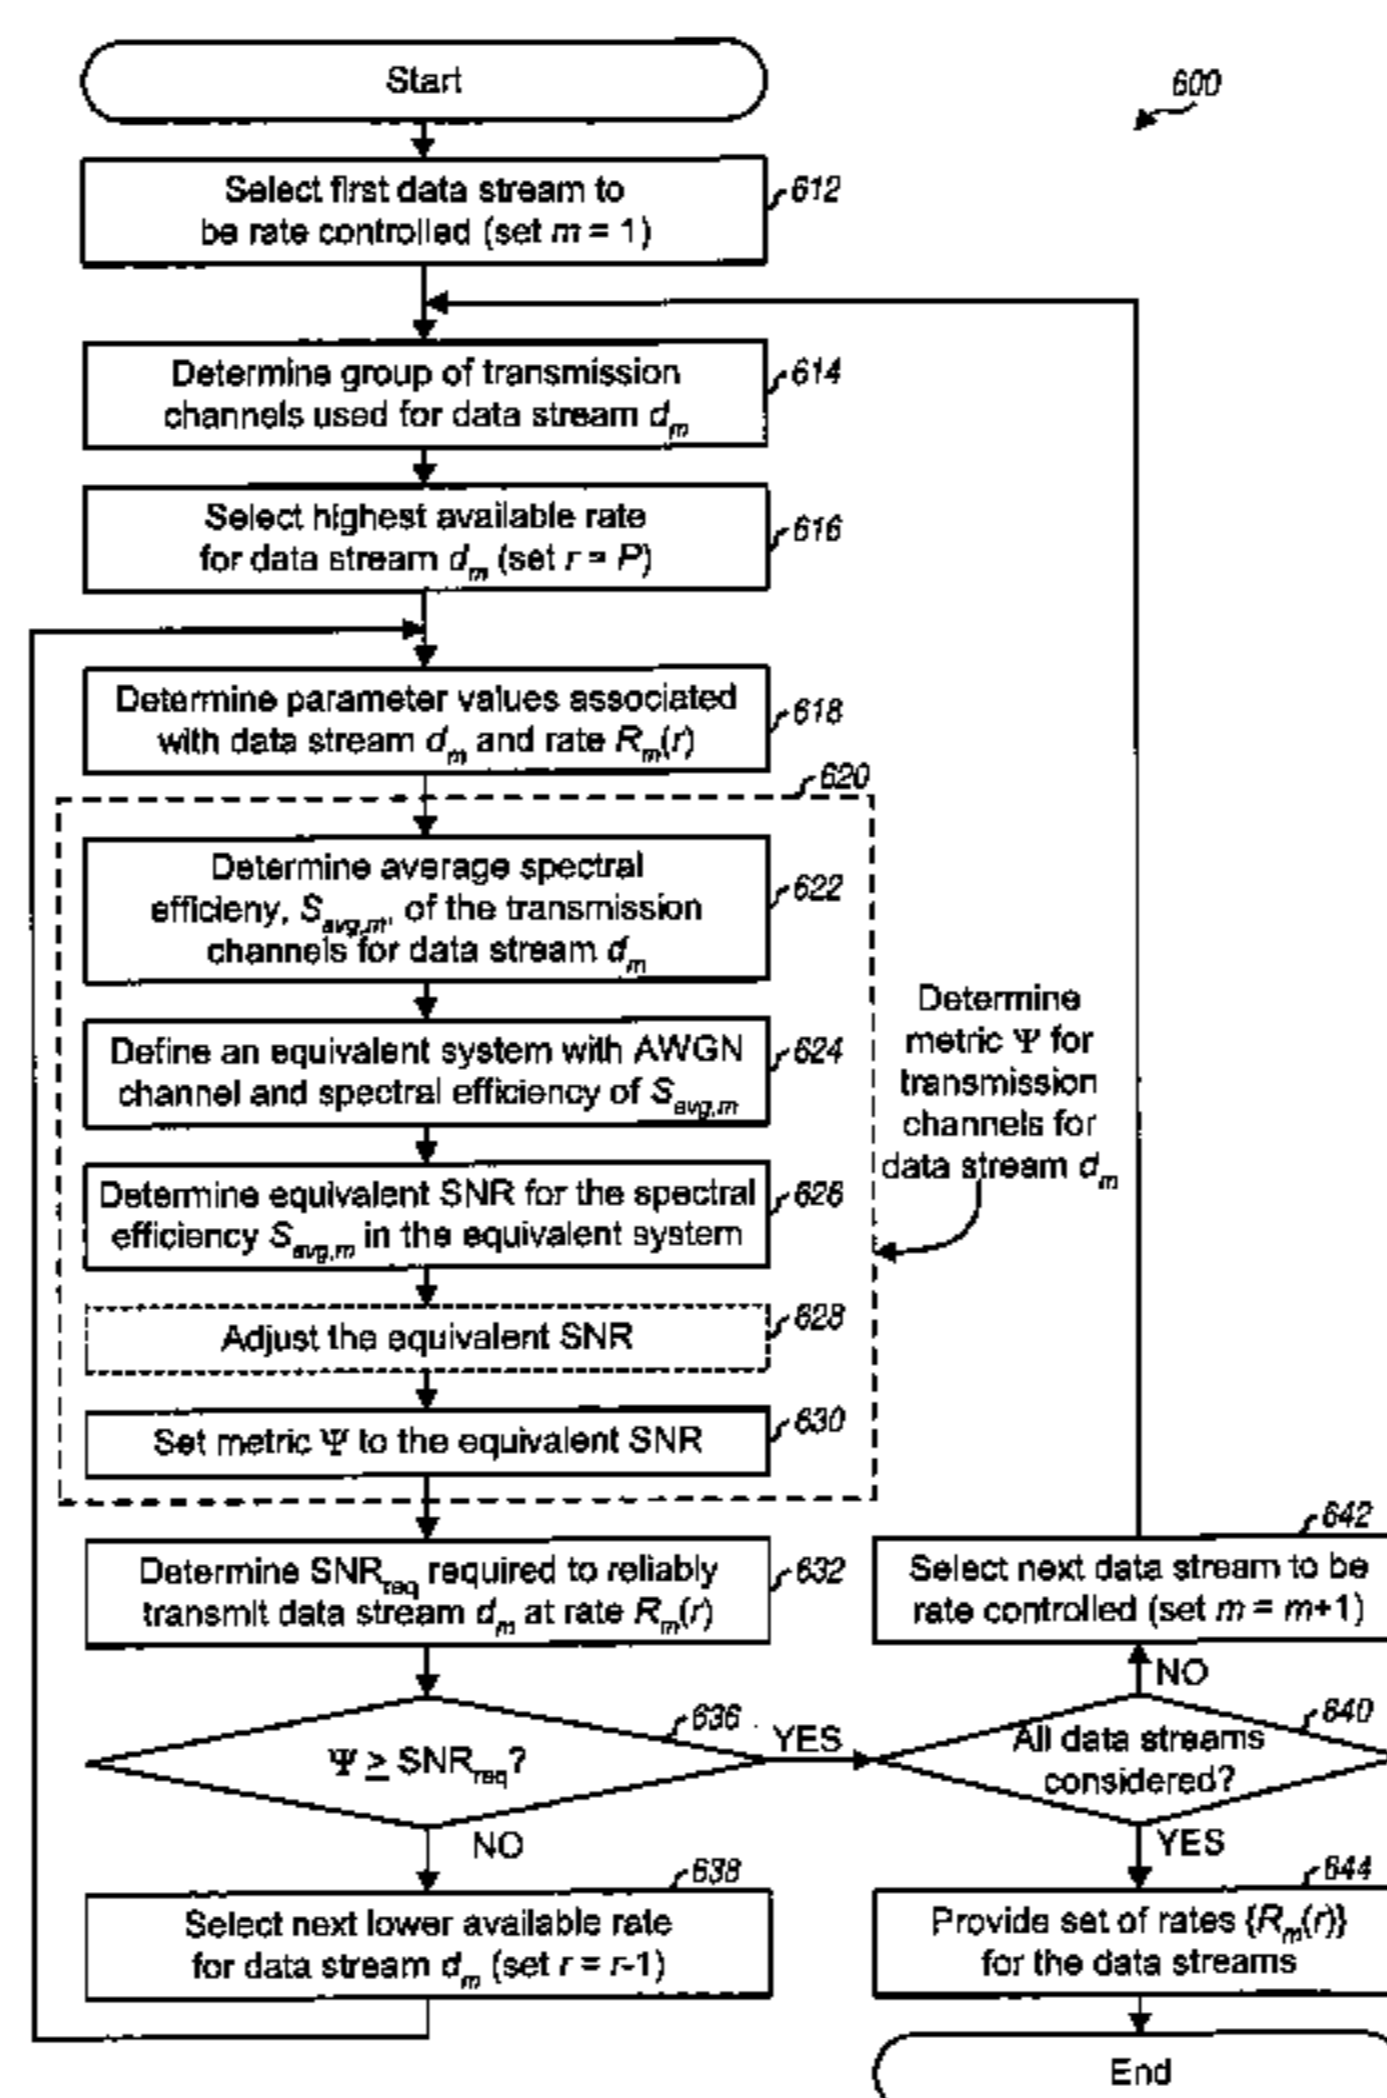 Start
600
Select first data stream to
be rate controlled (set m = 1)
612
Determine group of transmission
channels used for data stream dm
614
Select highest available rate
for data stream dm (set r = P)
616
Determine parameter values associated
with data stream dm and rate Rm(r)
618
620
Determine average spectral
efficieny, Savg,m, of the transmission
channels for data stream dm
622
Define an equivalent system with AWGN
channel and spectral efficiency of Savg,m
624
Determine equivalent SNR for the spectral
efficiency Savg,m in the equivalent system
626
Adjust the equivalent SNR
628
Set metric Ψ to the equivalent SNR
630
Determine
metric Ψ for
transmission
channels for
data stream dm
Determine SNRreq required to reliably
transmit data stream dm at rate Rm(r)
632
Ψ ≥ SNRreq?
636
YES
NO
Select next lower available rate
for data stream dm (set r = r-1)
638
642
Select next data stream to be
rate controlled (set m = m+1)
NO
640
All data streams
considered?
YES
644
Provide set of rates {Rm(r)}
for the data streams
End